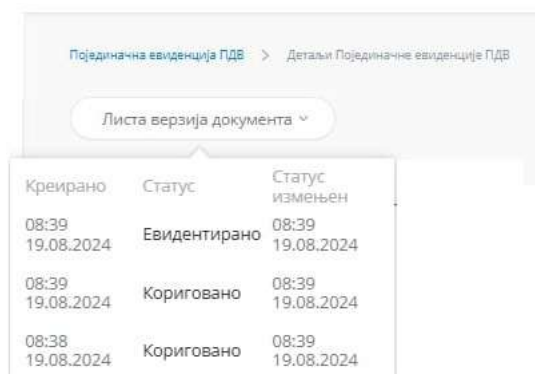 Појединачна евиденција ПДВ > Детаљи Појединачне евиденције ПДВ
Листа верзија документа
Креирано Статус Статус измењен
08:39 19.08.2024 Евидентирано 08:39 19.08.2024
08:39 19.08.2024 Кориговано 08:39 19.08.2024
08:38 19.08.2024 Кориговано 08:39 19.08.2024